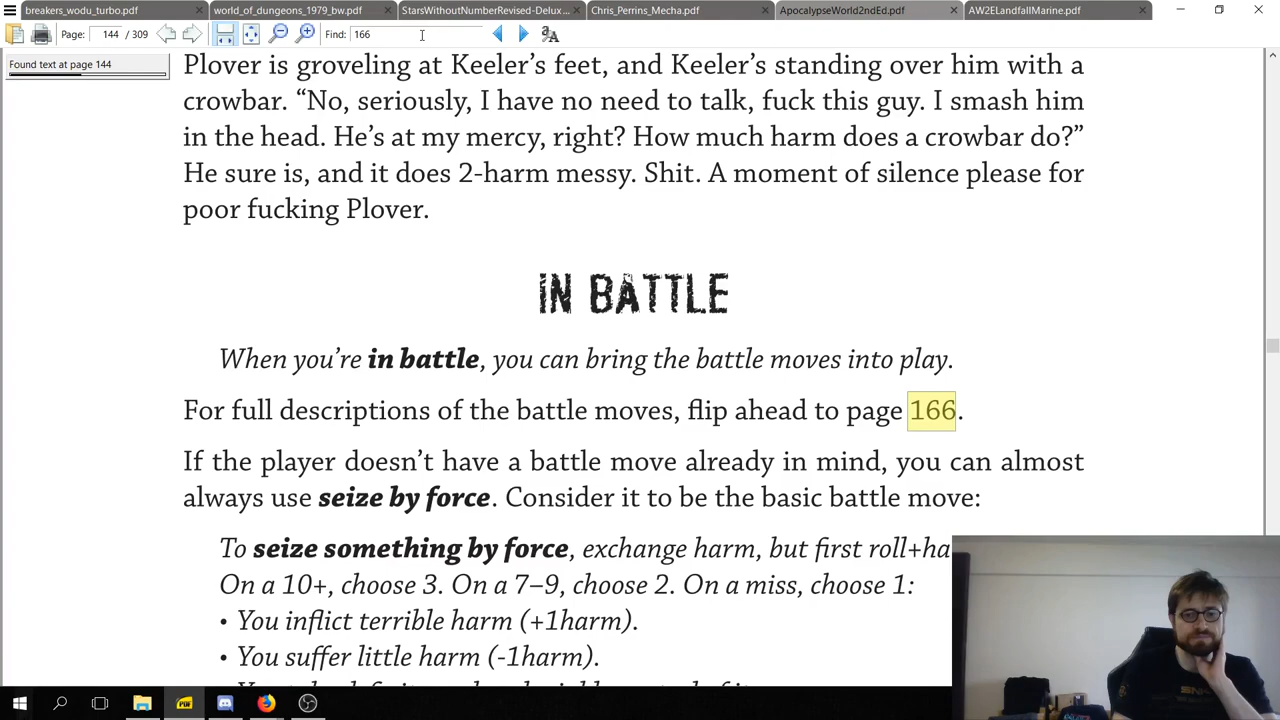 breakers_wodu_turbo.pdf
world_of_dungeons_1979_bw.pdf
StarsWithoutNumberRevised-Delux...
Chris_Perrins_Mecha.pdf
ApocalypseWorld2ndEd.pdf
AW2ELandfallMarine.pdf
Page: 144 / 309
Find: 166
Found text at page 144
Plover is groveling at Keeler’s feet, and Keeler’s standing over him with a
crowbar. “No, seriously, I have no need to talk, fuck this guy. I smash him
in the head. He’s at my mercy, right? How much harm does a crowbar do?”
He sure is, and it does 2-harm messy. Shit. A moment of silence please for
poor fucking Plover.
IN BATTLE
When you’re in battle, you can bring the battle moves into play.
For full descriptions of the battle moves, flip ahead to page 166.
If the player doesn’t have a battle move already in mind, you can almost
always use seize by force. Consider it to be the basic battle move:
To seize something by force, exchange harm, but first roll+ha
On a 10+, choose 3. On a 7–9, choose 2. On a miss, choose 1:
• You inflict terrible harm (+1harm).
• You suffer little harm (-1harm).